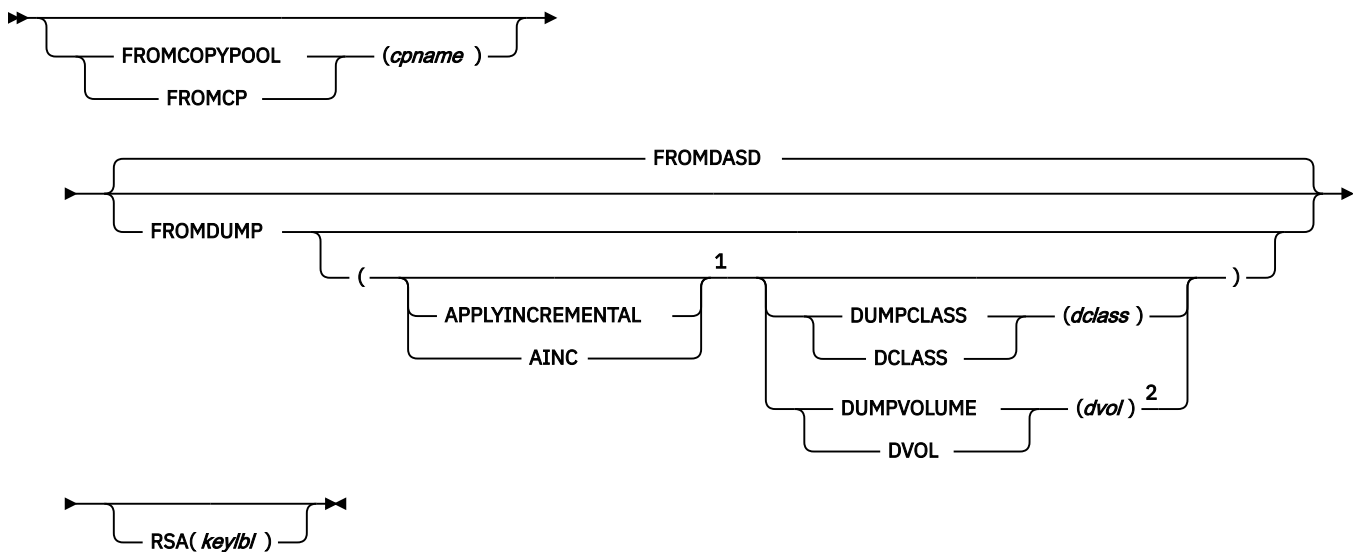 FROMCOPYPOOL (cpname )
FROMCP
FROMDASD
FROMDUMP
( 1 )
APPLYINCREMENTAL DUMPCLASS (dclass )
AINC DCLASS
DUMPVOLUME (dvol ) 2
DVOL
RSA( keylbl )